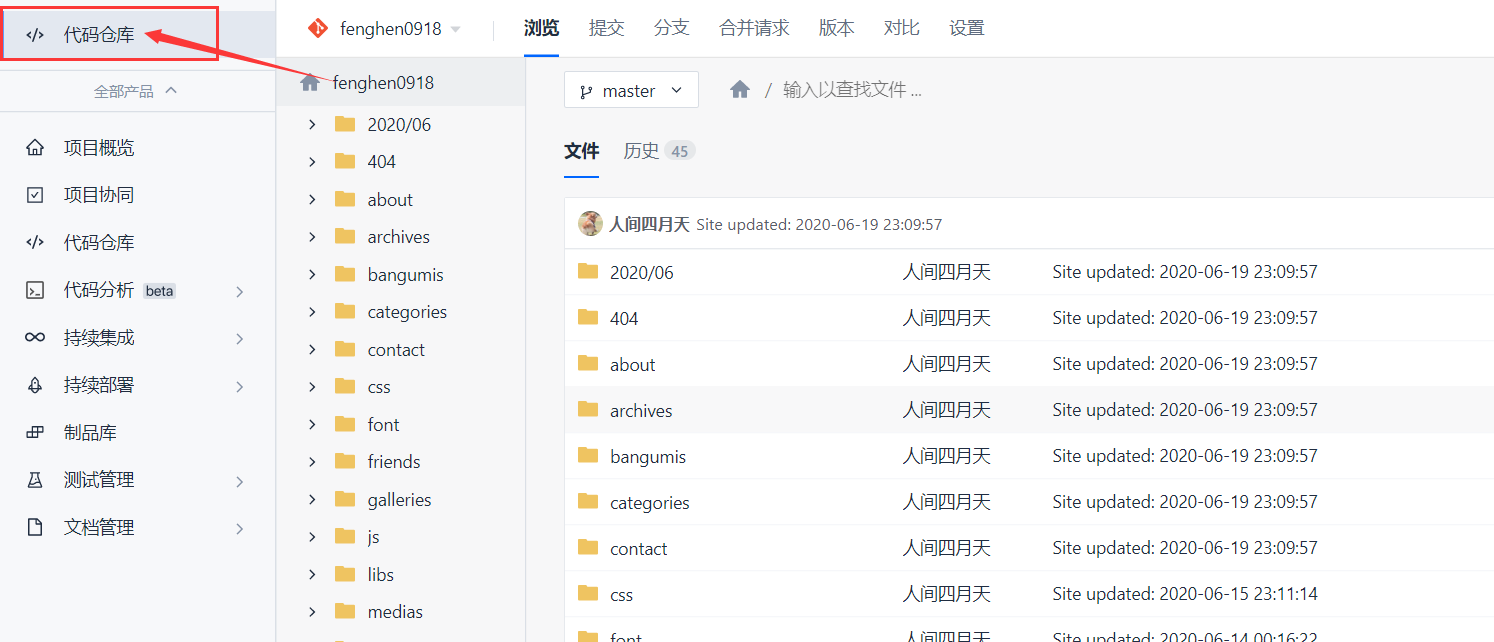 代码仓库
全部产品
项目概览
项目协同
代码仓库
代码分析 beta
持续集成
持续部署
制品库
测试管理
文档管理
fenghen0918
浏览 提交 分支 合并请求 版本 对比 设置
fenghen0918
2020/06
404
about
archives
bangumis
categories
contact
css
font
friends
galleries
js
libs
medias
master
/ 输入以查找文件 ...
文件 历史 45
人间四月天 Site updated: 2020-06-19 23:09:57
2020/06 人间四月天 Site updated: 2020-06-19 23:09:57
404 人间四月天 Site updated: 2020-06-19 23:09:57
about 人间四月天 Site updated: 2020-06-19 23:09:57
archives 人间四月天 Site updated: 2020-06-19 23:09:57
bangumis 人间四月天 Site updated: 2020-06-19 23:09:57
categories 人间四月天 Site updated: 2020-06-19 23:09:57
contact 人间四月天 Site updated: 2020-06-19 23:09:57
css 人间四月天 Site updated: 2020-06-15 23:11:14
font 人间四月天 Site updated: 2020-06-14 00:16:22